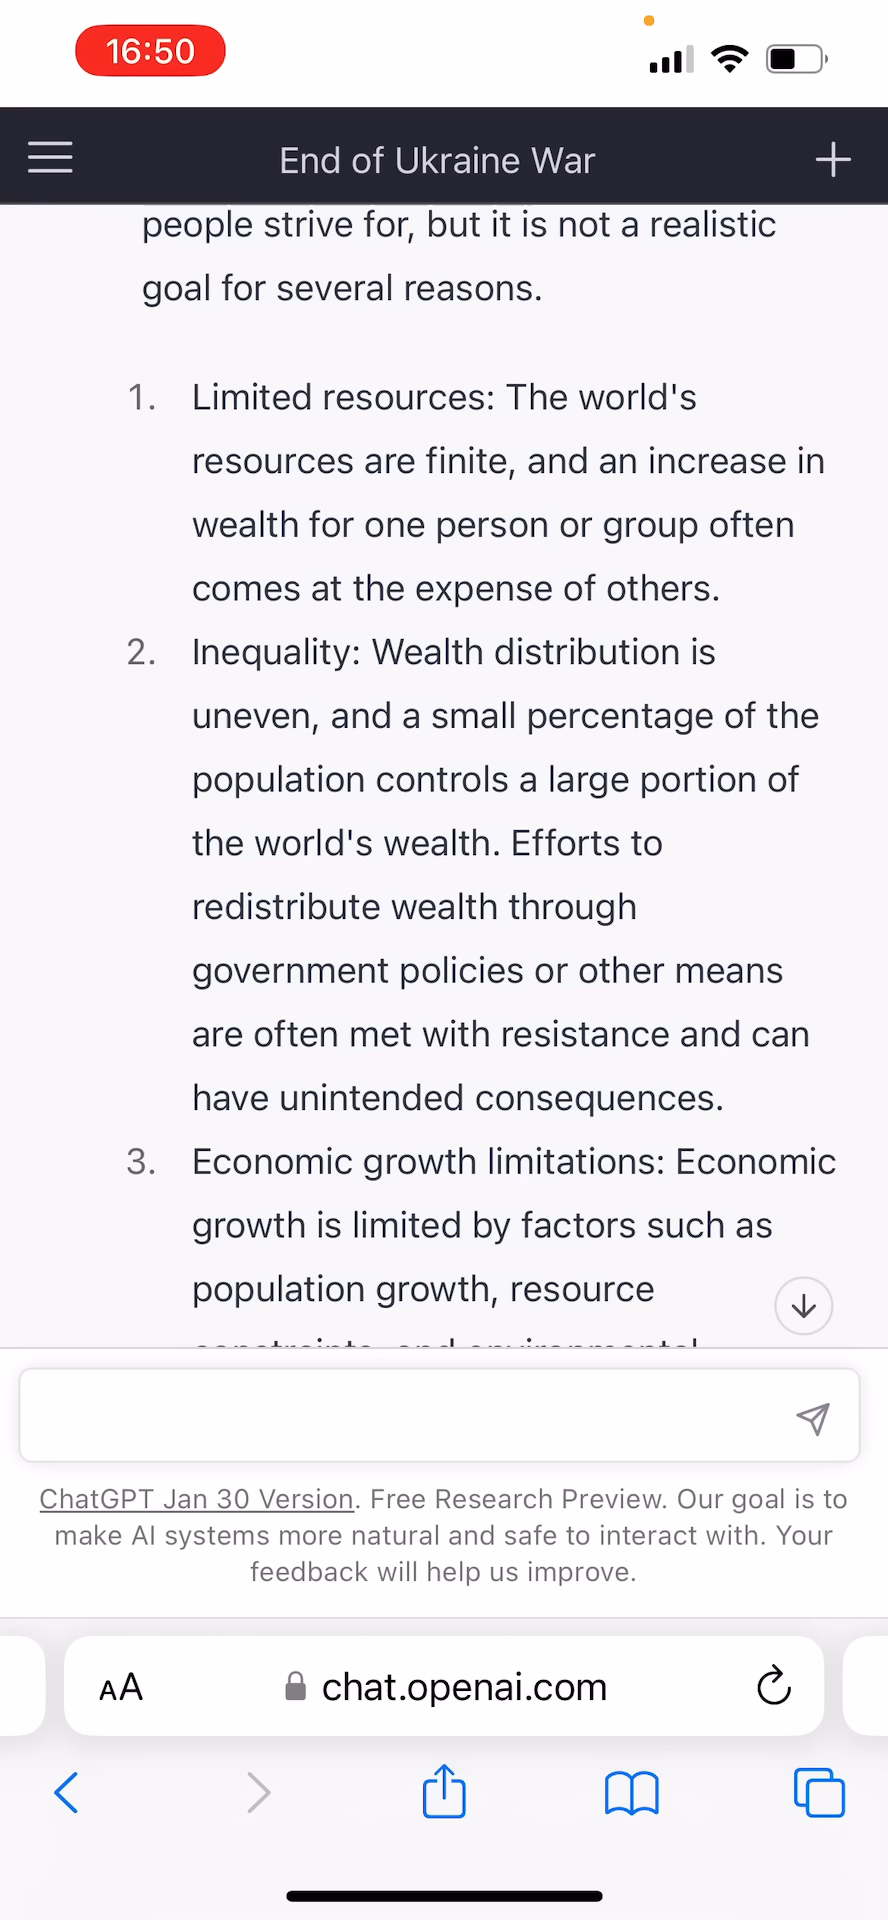 16:50
End of Ukraine War
people strive for, but it is not a realistic
goal for several reasons.
1. Limited resources: The world's
resources are finite, and an increase in
wealth for one person or group often
comes at the expense of others.
2. Inequality: Wealth distribution is
uneven, and a small percentage of the
population controls a large portion of
the world's wealth. Efforts to
redistribute wealth through
government policies or other means
are often met with resistance and can
have unintended consequences.
3. Economic growth limitations: Economic
growth is limited by factors such as
population growth, resource
constraints, and environmental
ChatGPT Jan 30 Version. Free Research Preview. Our goal is to
make AI systems more natural and safe to interact with. Your
feedback will help us improve.
AA chat.openai.com